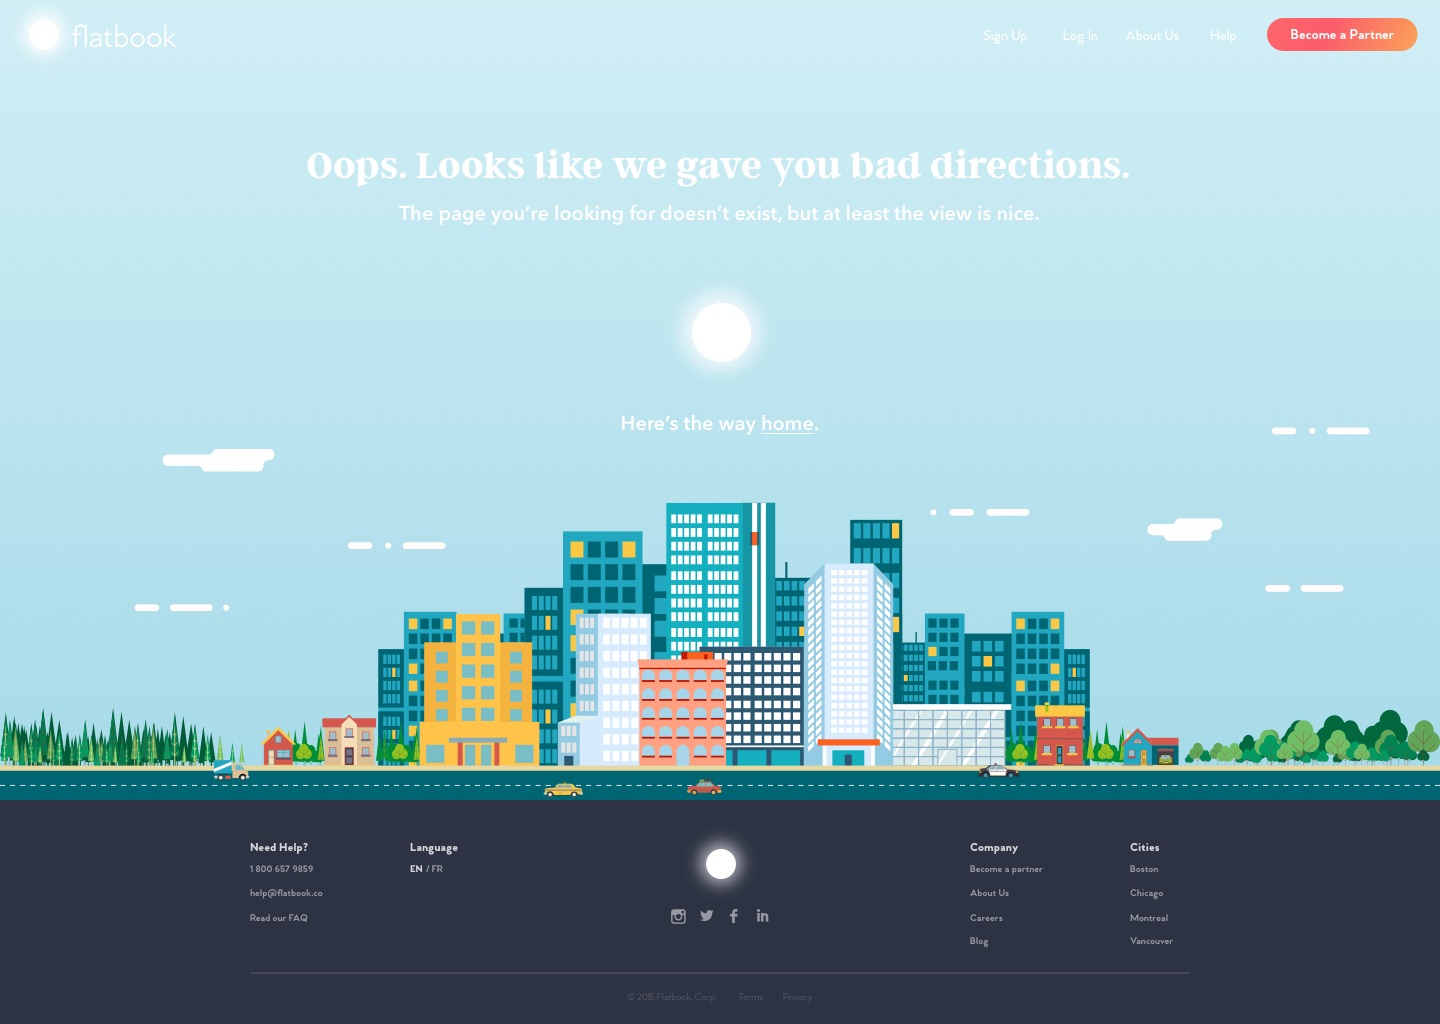 flatbook
Sign Up
Log In
About Us
Help
Become a Partner
Oops. Looks like we gave you bad directions.
The page you're looking for doesn't exist, but at least the view is nice.
Here's the way home.
Need Help?
1 800 657 9859
help@flatbook.co
Read our FAQ
Language
EN / FR
Company
Become a partner
About Us
Careers
Blog
Cities
Boston
Chicago
Montreal
Vancouver
© 2015 Flatbook, Corp.
Terms
Privacy